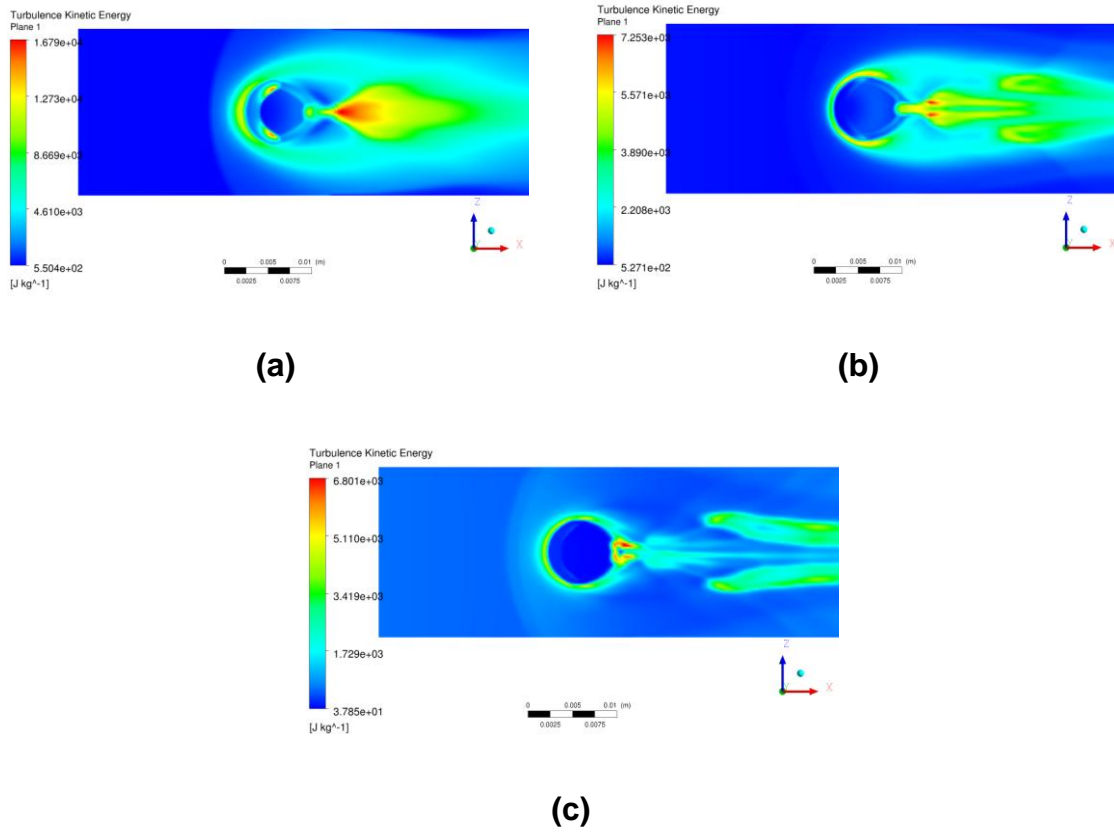 Turbulence Kinetic Energy
Plane 1
1.679e+04
1.273e+04
8.669e+03
4.610e+03
5.504e+02
[J kg^-1]
0 0.005 0.01 (m)
0.0025 0.0075
Z
Y
X
(a)
Turbulence Kinetic Energy
Plane 1
7.253e+03
5.571e+03
3.890e+03
2.208e+03
5.271e+02
[J kg^-1]
0 0.005 0.01 (m)
0.0025 0.0075
Z
Y
X
(b)
Turbulence Kinetic Energy
Plane 1
6.801e+03
5.110e+03
3.419e+03
1.729e+03
3.785e+01
[J kg^-1]
0 0.005 0.01 (m)
0.0025 0.0075
Z
Y
X
(c)